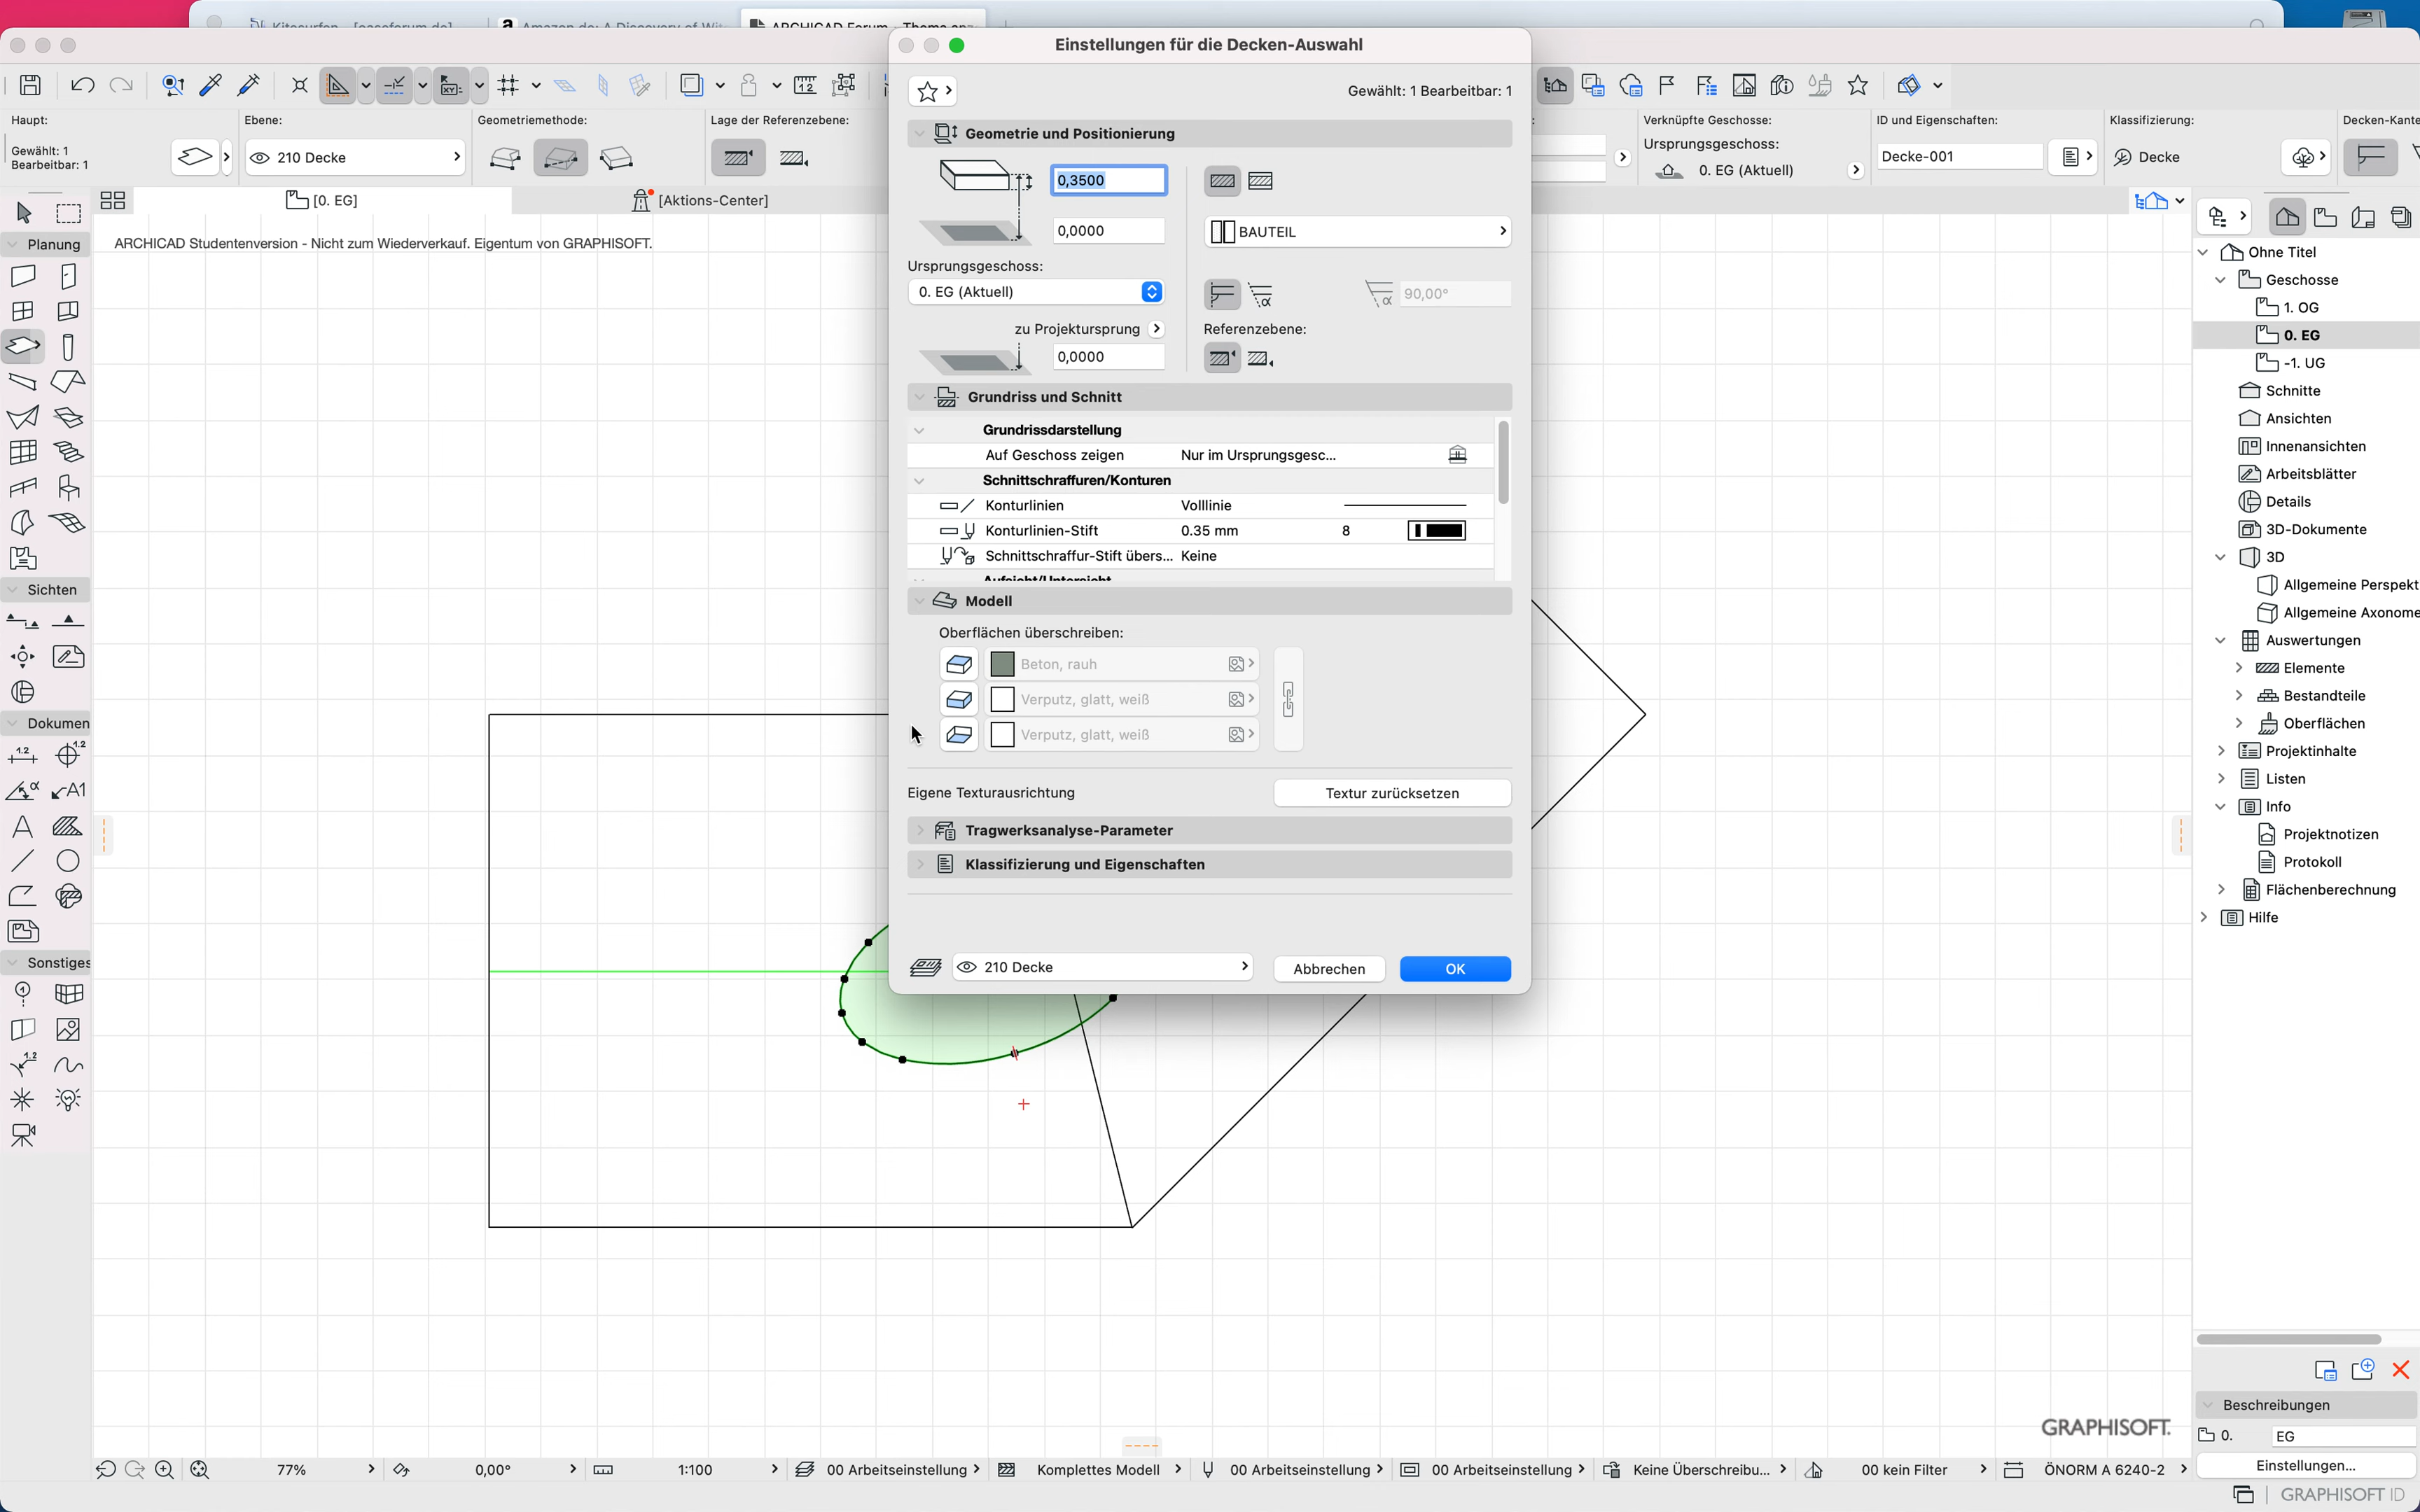 Einstellungen für die Decken-Auswahl
Gewählt: 1 Bearbeitbar: 1
Haupt:
Gewählt: 1
Bearbeitbar: 1
Ebene:
210 Decke
Geometriemethode:
Lage der Referenzebene:
Verknüpfte Geschosse:
Ursprungsgeschoss:
0. EG (Aktuell)
ID und Eigenschaften:
Decke-001
Klassifizierung:
Decke
Decken-Kante
[0. EG]
[Aktions-Center]
ARCHICAD Studentenversion - Nicht zum Wiederverkauf. Eigentum von GRAPHISOFT.
Planung
Sichten
Dokumen
Sonstiges
Geometrie und Positionierung
0,3500
0,0000
BAUTEIL
Ursprungsgeschoss:
0. EG (Aktuell)
90,00°
zu Projektursprung
Referenzebene:
0,0000
Grundriss und Schnitt
Grundrissdarstellung
Auf Geschoss zeigen Nur im Ursprungsgesc...
Schnittschraffuren/Konturen
Konturlinien Volllinie
Konturlinien-Stift 0.35 mm 8
Schnittschraffur-Stift übers... Keine
Aufsicht/Untersicht
Modell
Oberflächen überschreiben:
Beton, rauh
Verputz, glatt, weiß
Verputz, glatt, weiß
Eigene Texturausrichtung
Textur zurücksetzen
Tragwerksanalyse-Parameter
Klassifizierung und Eigenschaften
210 Decke
Abbrechen
OK
Ohne Titel
Geschosse
1. OG
0. EG
-1. UG
Schnitte
Ansichten
Innenansichten
Arbeitsblätter
Details
3D-Dokumente
3D
Allgemeine Perspekt
Allgemeine Axonome
Auswertungen
Elemente
Bestandteile
Oberflächen
Projektinhalte
Listen
Info
Projektnotizen
Protokoll
Flächenberechnung
Hilfe
Beschreibungen
0. EG
Einstellungen...
GRAPHISOFT ID
GRAPHISOFT.
77%
0,00°
1:100
00 Arbeitseinstellung
Komplettes Modell
00 Arbeitseinstellung
00 Arbeitseinstellung
Keine Überschreibu...
00 kein Filter
ÖNORM A 6240-2